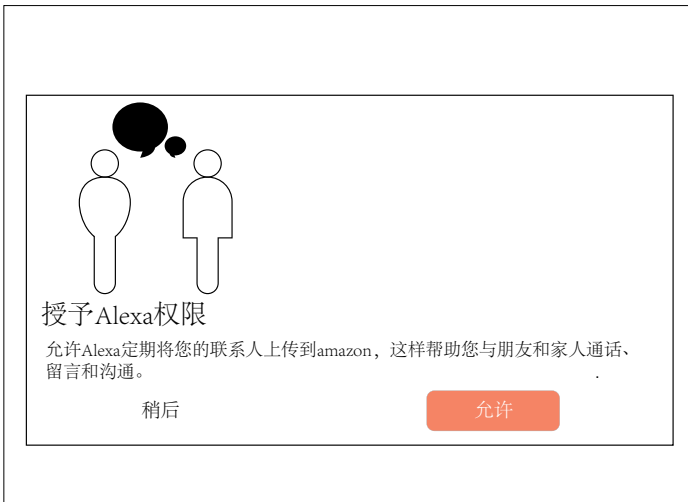 授予Alexa权限
允许Alexa定期将您的联系人上传到amazon，这样帮助您与朋友和家人通话、
留言和沟通。
稍后
允许